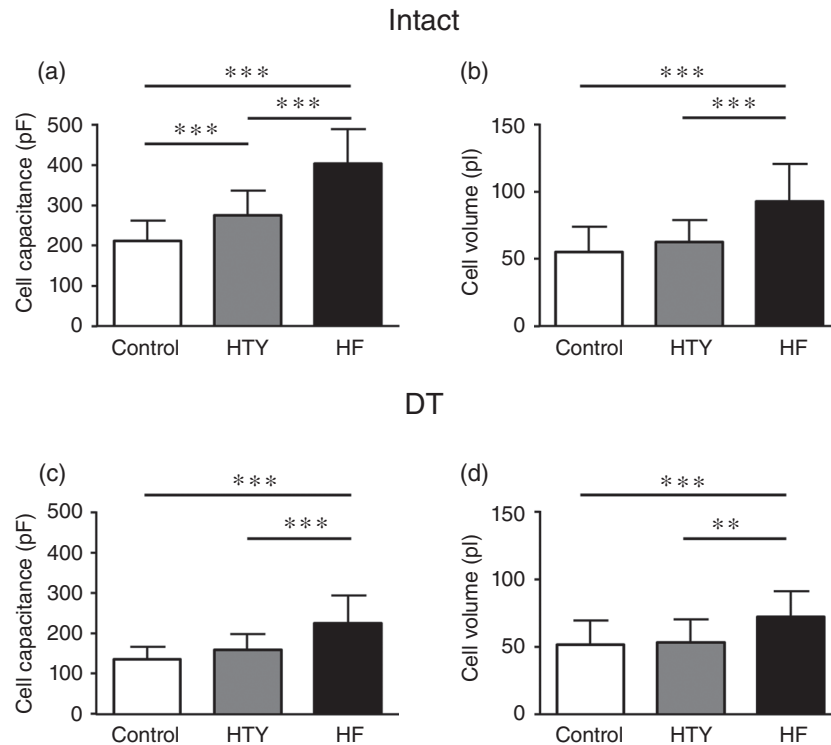 Intact
(a)
***
***
***
Cell capacitance (pF)
500
400
300
200
100
0
Control HTY HF
(b)
***
***
Cell volume (pl)
150
100
50
0
Control HTY HF
DT
(c)
***
***
Cell capacitance (pF)
500
400
300
200
100
0
Control HTY HF
(d)
***
**
Cell volume (pl)
150
100
50
0
Control HTY HF